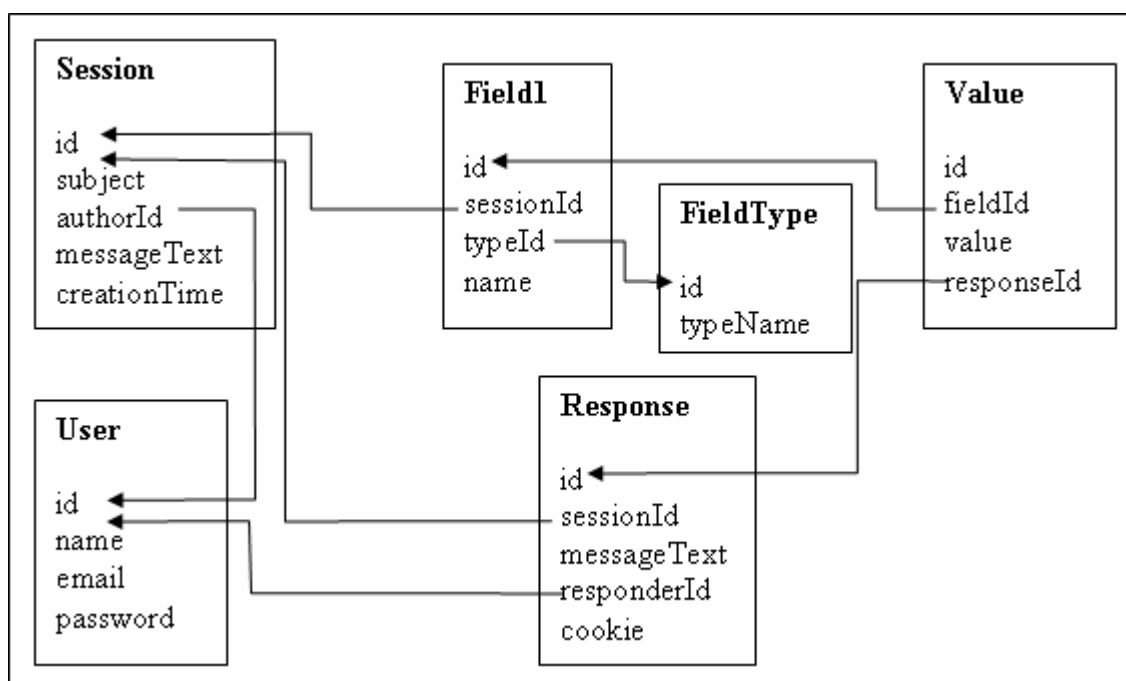 Session
id
subject
authorId
messageText
creationTime
Field1
id
sessionId
typeId
name
FieldType
id
typeName
Value
id
fieldId
value
responseId
User
id
name
email
password
Response
id
sessionId
messageText
responderId
cookie